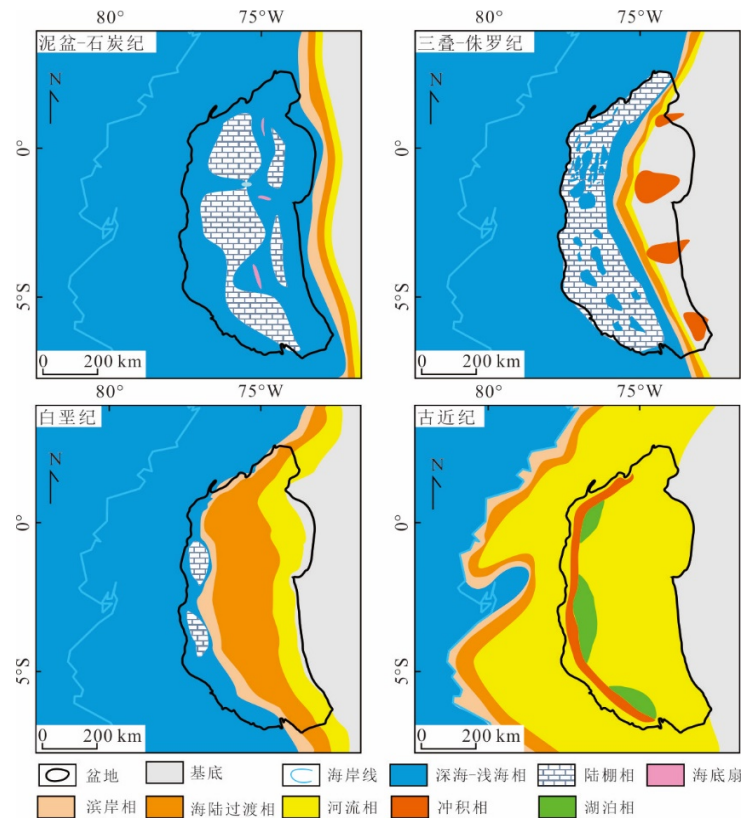 80° 75°W 80° 75°W
泥盆-石炭纪 三叠-侏罗纪
N N
0° 0°
5°S 5°S
0 200 km 0 200 km
80° 75°W 80° 75°W
白垩纪 古近纪
N N
0° 0°
5°S 5°S
0 200 km 0 200 km
盆地 基底 海岸线 深海-浅海相 陆棚相 海底扇
滨岸相 海陆过渡相 河流相 冲积相 湖泊相